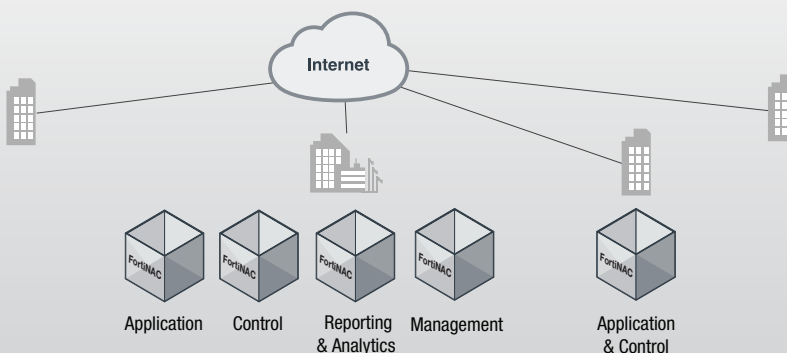 Internet
FortiNAC
FortiNAC
FortiNAC
FortiNAC
FortiNAC
Application
Control
Reporting
& Analytics
Management
Application
& Control